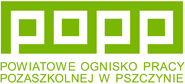 popp
POWIATOWE OGNISKO PRACY
POZASZKOLNEJ W PSZCZYNIE